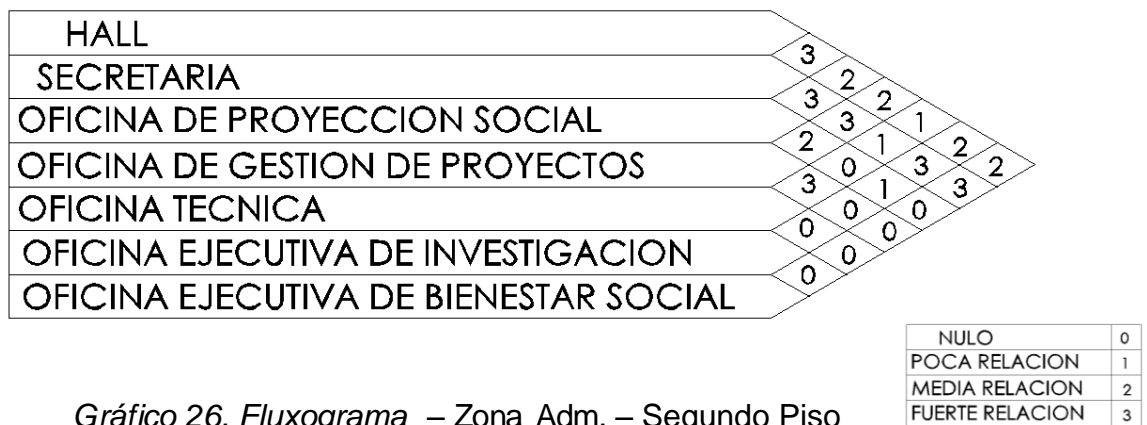 HALL
3
SECRETARIA 2
3 2
OFICINA DE PROYECCION SOCIAL 3 1
2 1 2
OFICINA DE GESTION DE PROYECTOS 0 3 2
3 1 3
OFICINA TECNICA 0 0
0 0
OFICINA EJECUTIVA DE INVESTIGACION 0
0
OFICINA EJECUTIVA DE BIENESTAR SOCIAL
NULO 0
POCA RELACION 1
MEDIA RELACION 2
FUERTE RELACION 3
Gráfico 26. Fluxograma – Zona Adm. – Segundo Piso